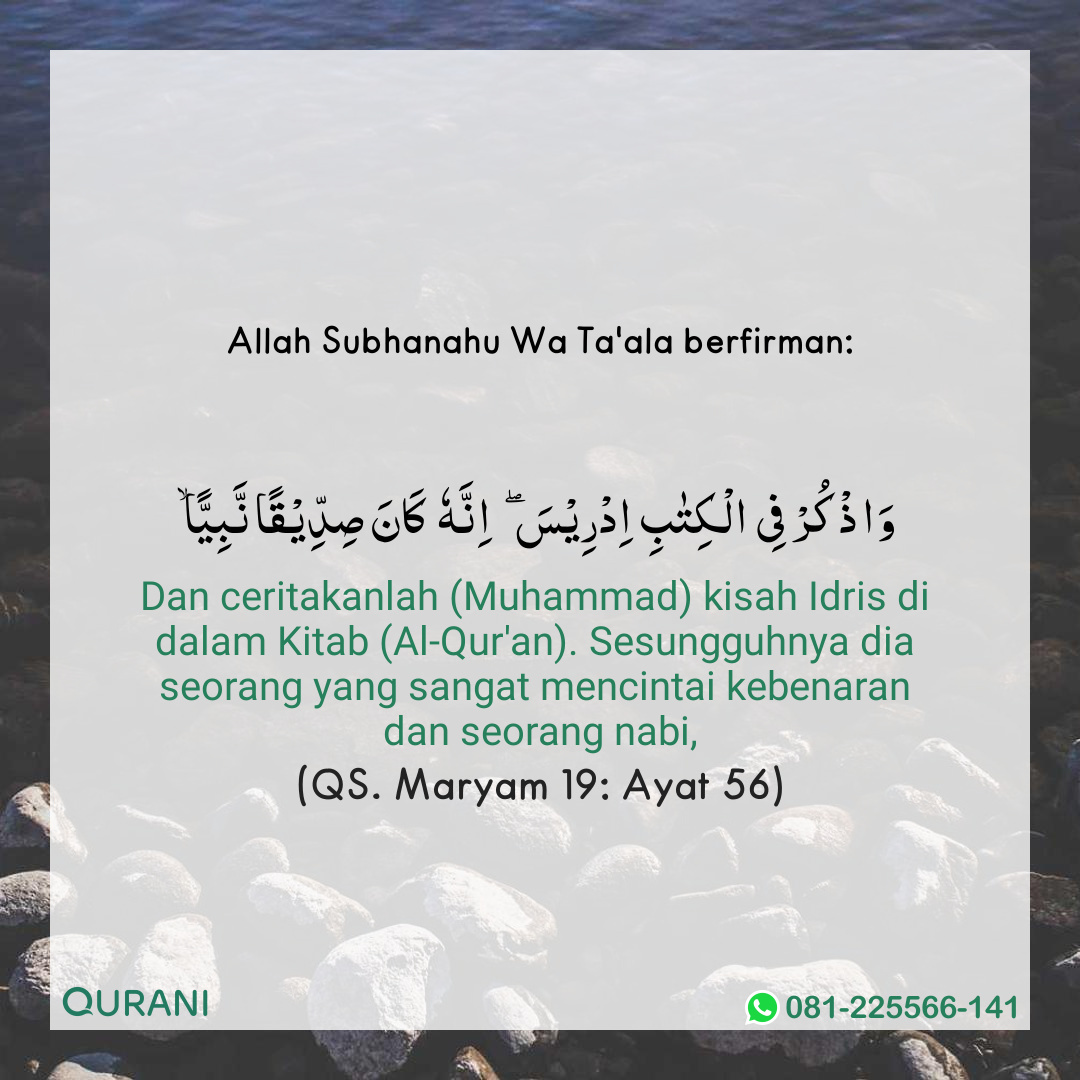 Allah Subhanahu Wa Ta'ala berfirman:
وَا ذْكُرْ فِى الْـكِتٰبِ اِدْرِيْسَ ۖ اِنَّهٗ كَانَ صِدِّيْقًا نَّبِيًّا ۙ
Dan ceritakanlah (Muhammad) kisah Idris di
dalam Kitab (Al-Qur'an). Sesungguhnya dia
seorang yang sangat mencintai kebenaran
dan seorang nabi,
(QS. Maryam 19: Ayat 56)
QURANI
081-225566-141